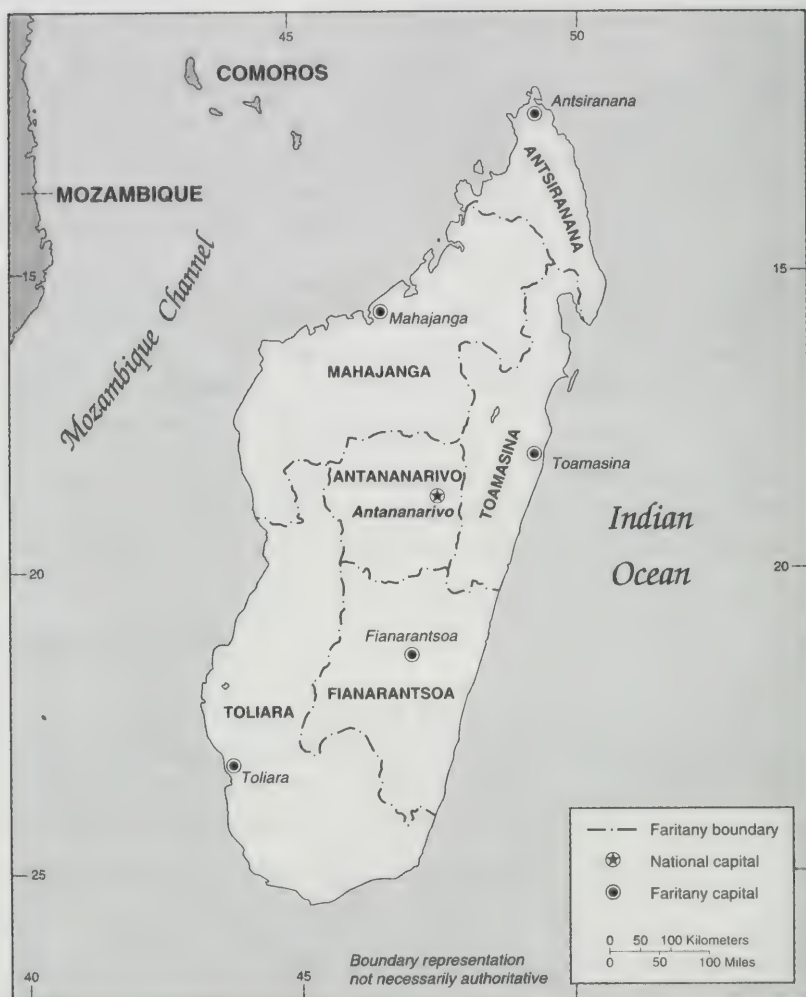 45
50
COMOROS
Antsiranana
ANTSIRANANA
MOZAMBIQUE
15
15
Mozambique Channel
Mahajanga
MAHAJANGA
TOAMASINA
Toamasina
ANTANANARIVO
Antananarivo
Indian
Ocean
20
20
Fianarantsoa
FIANARANTSOA
TOLIARA
Toliara
25
Faritany boundary
National capital
Faritany capital
0 50 100 Kilometers
0 50 100 Miles
Boundary representation
not necessarily authoritative
40
45